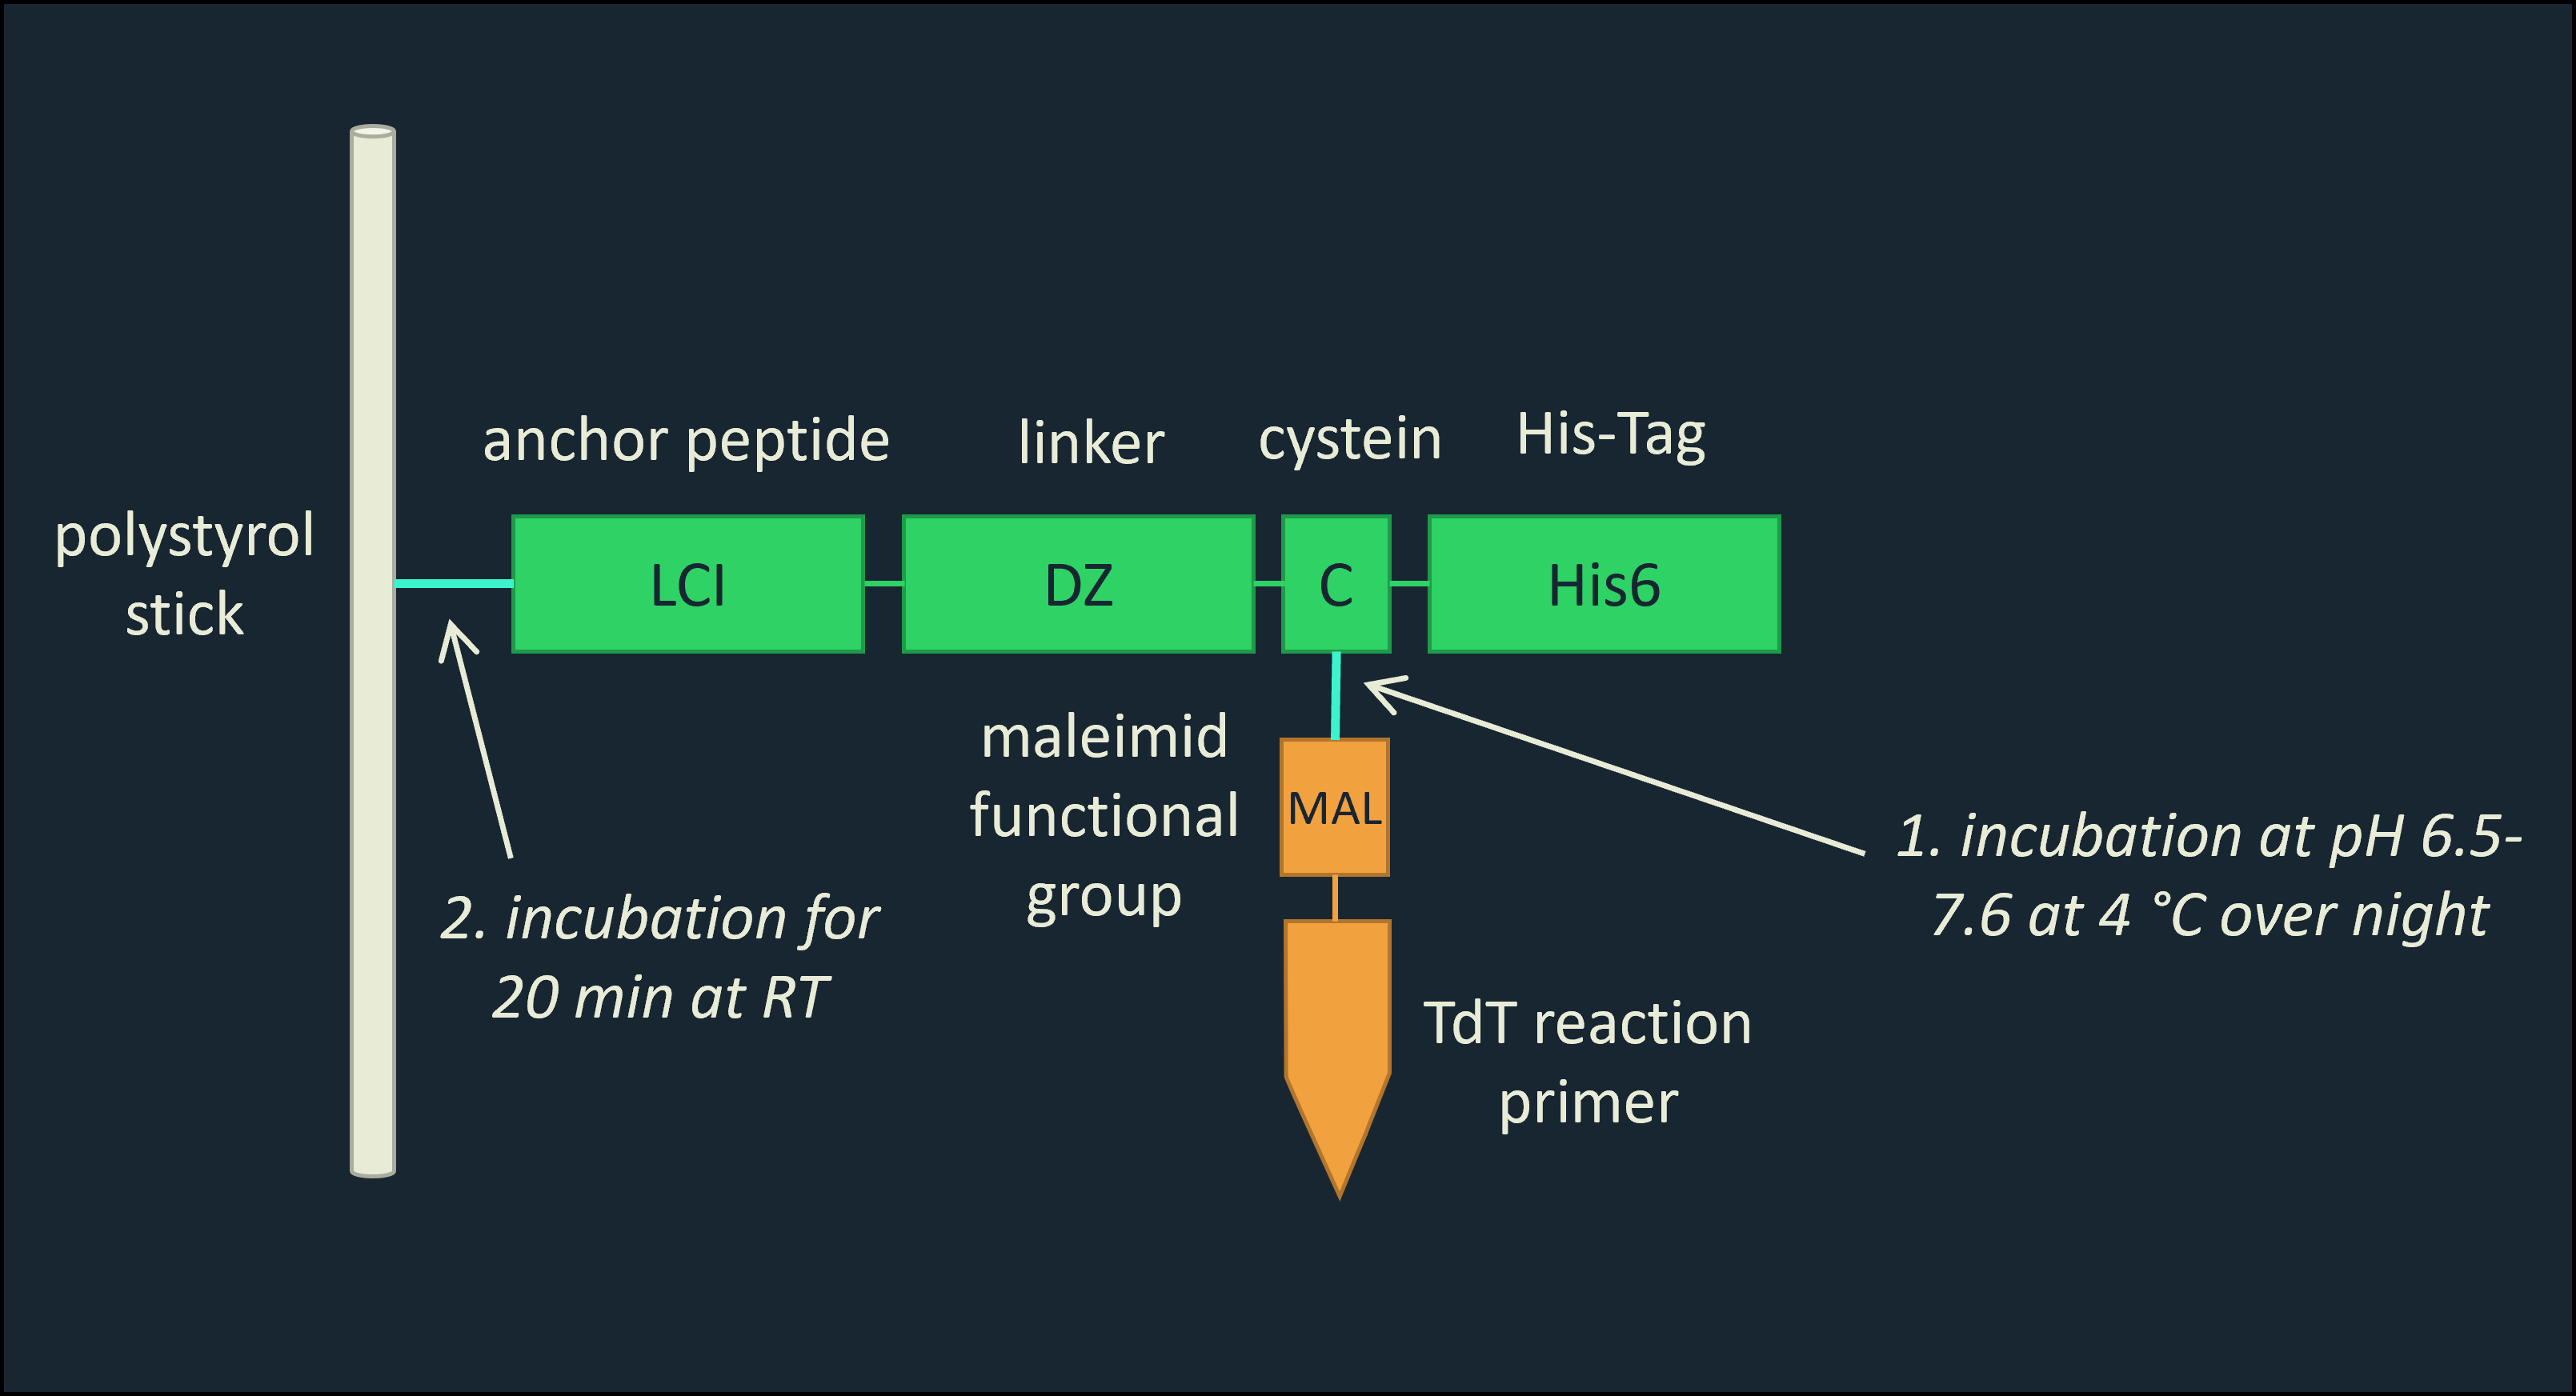 anchor peptide
linker
cystein
His-Tag
polystyrol
stick
LCI
DZ
C
His6
maleimid
functional
group
MAL
1. incubation at pH 6.5-
7.6 at 4 °C over night
2. incubation for
20 min at RT
TdT reaction
primer